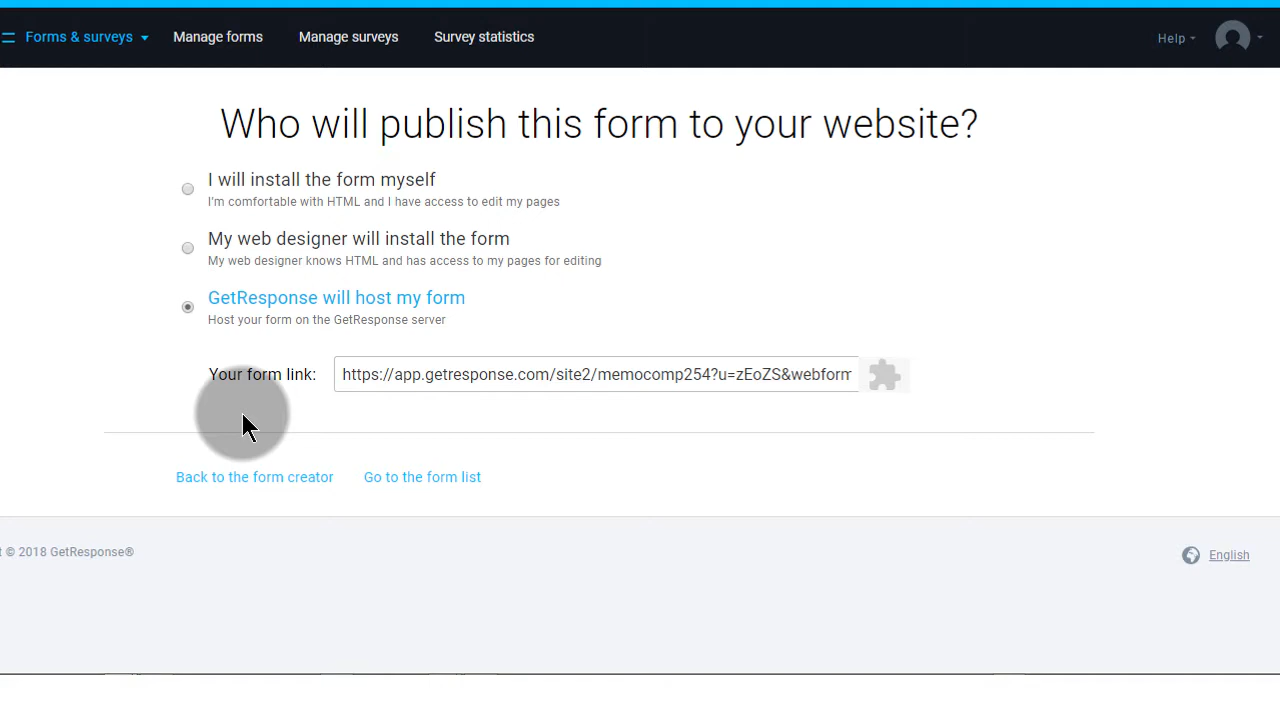 Forms & surveys Manage forms Manage surveys Survey statistics Help
Who will publish this form to your website?
I will install the form myself
I'm comfortable with HTML and I have access to edit my pages
My web designer will install the form
My web designer knows HTML and has access to my pages for editing
GetResponse will host my form
Host your form on the GetResponse server
Your form link: https://app.getresponse.com/site2/memocomp254?u=zEoZS&webform
Back to the form creator Go to the form list
t © 2018 GetResponse®
English